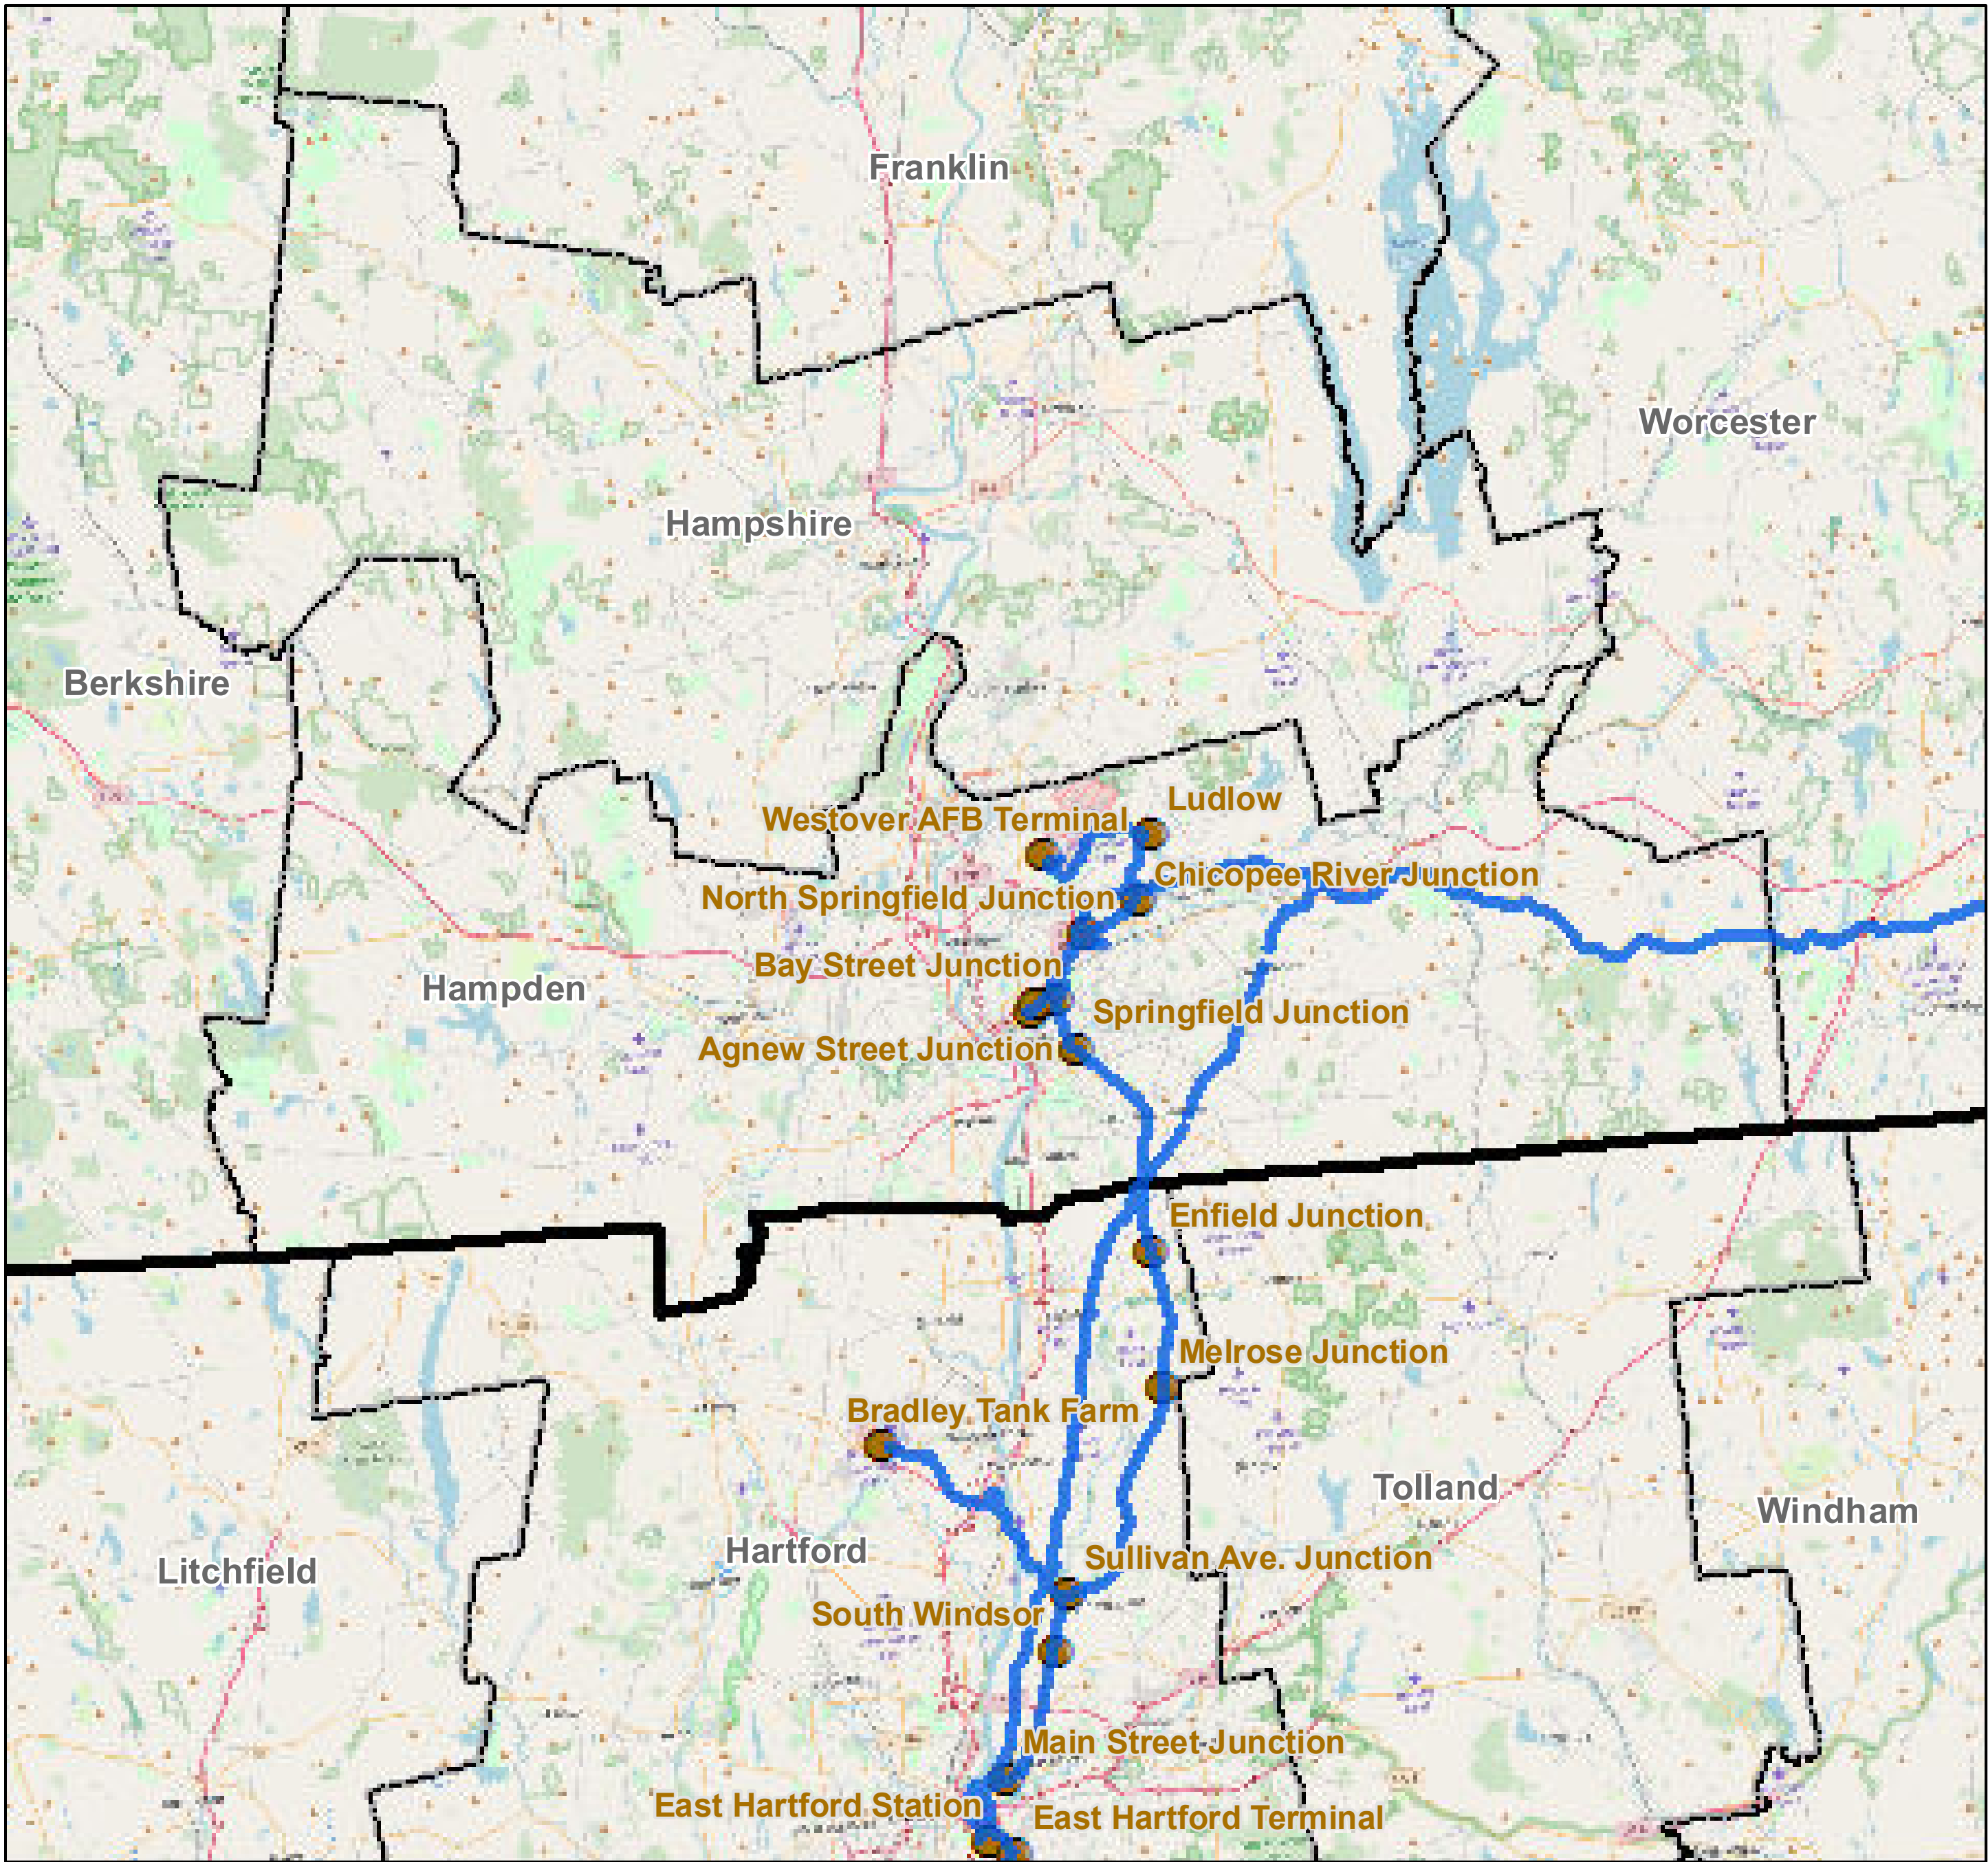 Franklin
Worcester
Hampshire
Berkshire
Ludlow
Westover AFB Terminal
Chicopee River Junction
North Springfield Junction
Bay Street Junction
Hampden
Springfield Junction
Agnew Street Junction
Enfield Junction
Melrose Junction
Bradley Tank Farm
Tolland
Windham
Hartford
Sullivan Ave. Junction
Litchfield
South Windsor
Main Street Junction
East Hartford Station
East Hartford Terminal